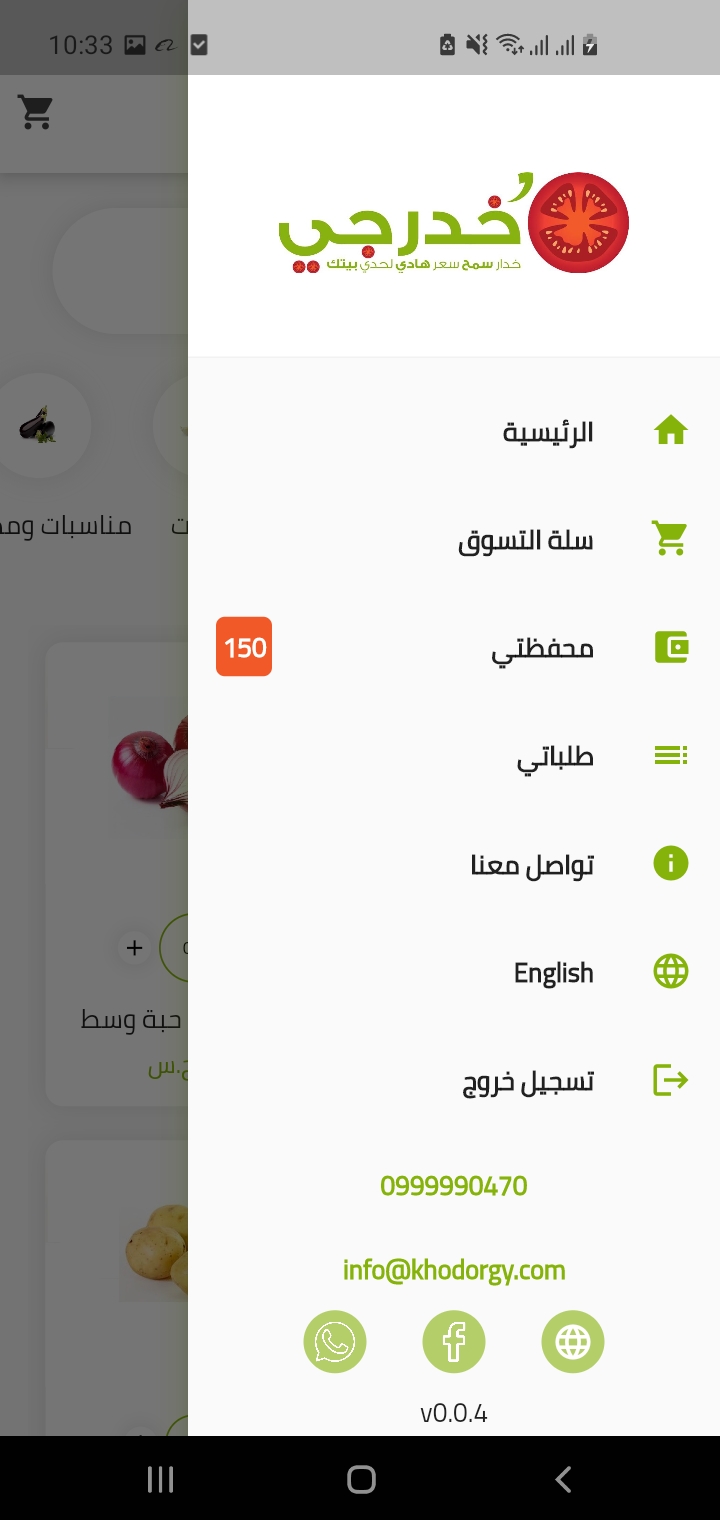 10:33
خُدرجي
خدار سمح سعر هادي لحدي بيتك
الرئيسية
سلة التسوق
محفظتي
150
طلباتي
تواصل معنا
English
تسجيل خروج
0999990470
info@khodorgy.com
v0.0.4
مناسبات
+
حبة وسط